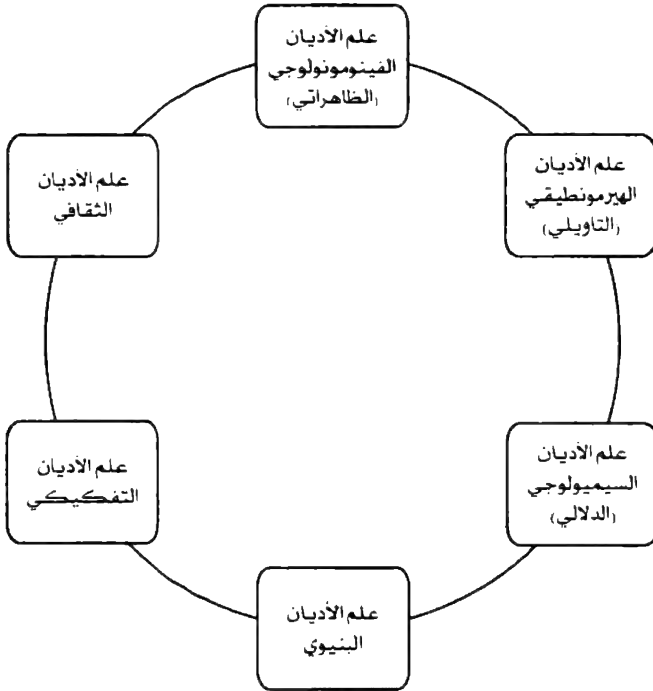 علم الأديان
الفينومونولوجي
(الظاهراتي)
علم الأديان
الهيرمونطيقي
(التاويلي)
علم الأديان
السيميولوجي
(الدلالي)
علم الأديان
البنيوي
علم الأديان
التفكيكي
علم الأديان
الثقافي